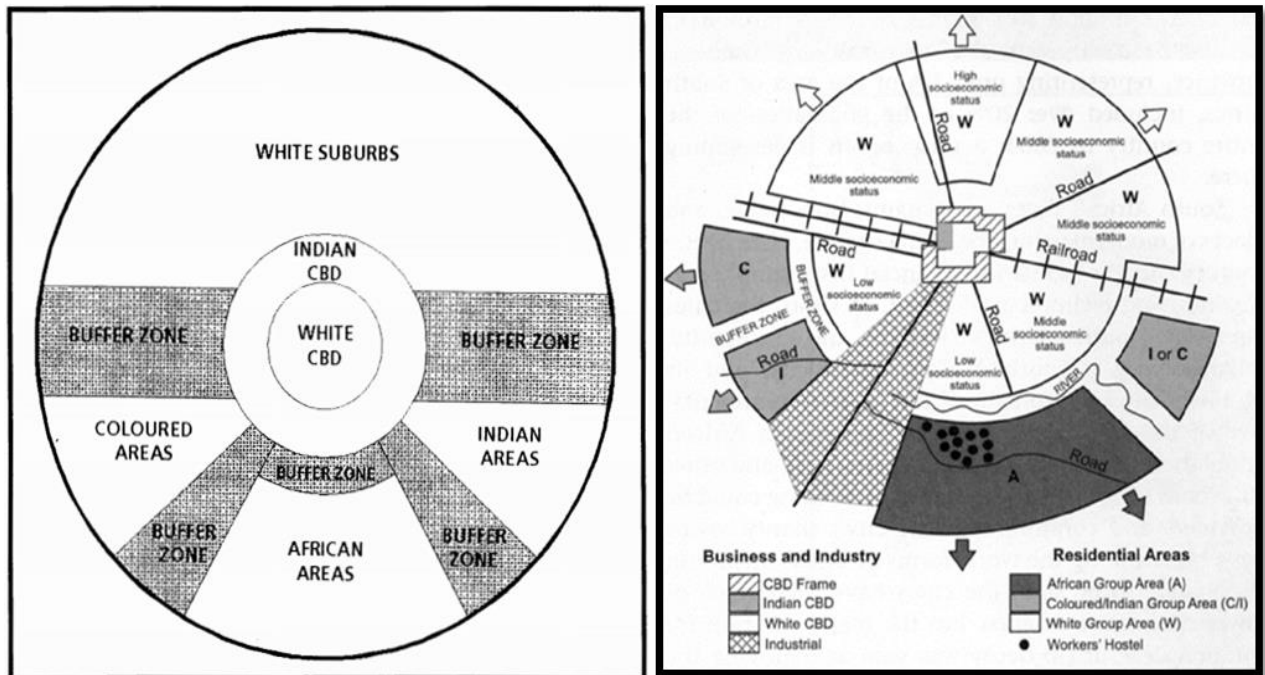 WHITE SUBURBS
INDIAN
CBD
WHITE
CBD
BUFFER ZONE
BUFFER ZONE
COLOURED
AREAS
INDIAN
AREAS
BUFFER ZONE
BUFFER
ZONE
AFRICAN
AREAS
BUFFER
ZONE
High
socioeconomic
status
W
Road
W
Middle socioeconomic
status
W
Middle socioeconomic
status
Road
W
Middle socioeconomic
status
Road
Railroad
C
BUFFER ZONE
W
Low
socioeconomic
status
BUFFER ZONE
Road
I
W
Low
socioeconomic
status
Road
W
Middle
socioeconomic
status
I or C
RIVER
Road
A
Business and Industry
CBD Frame
Indian CBD
White CBD
Industrial
Residential Areas
African Group Area (A)
Coloured/Indian Group Area (C/I)
White Group Area (W)
Workers' Hostel